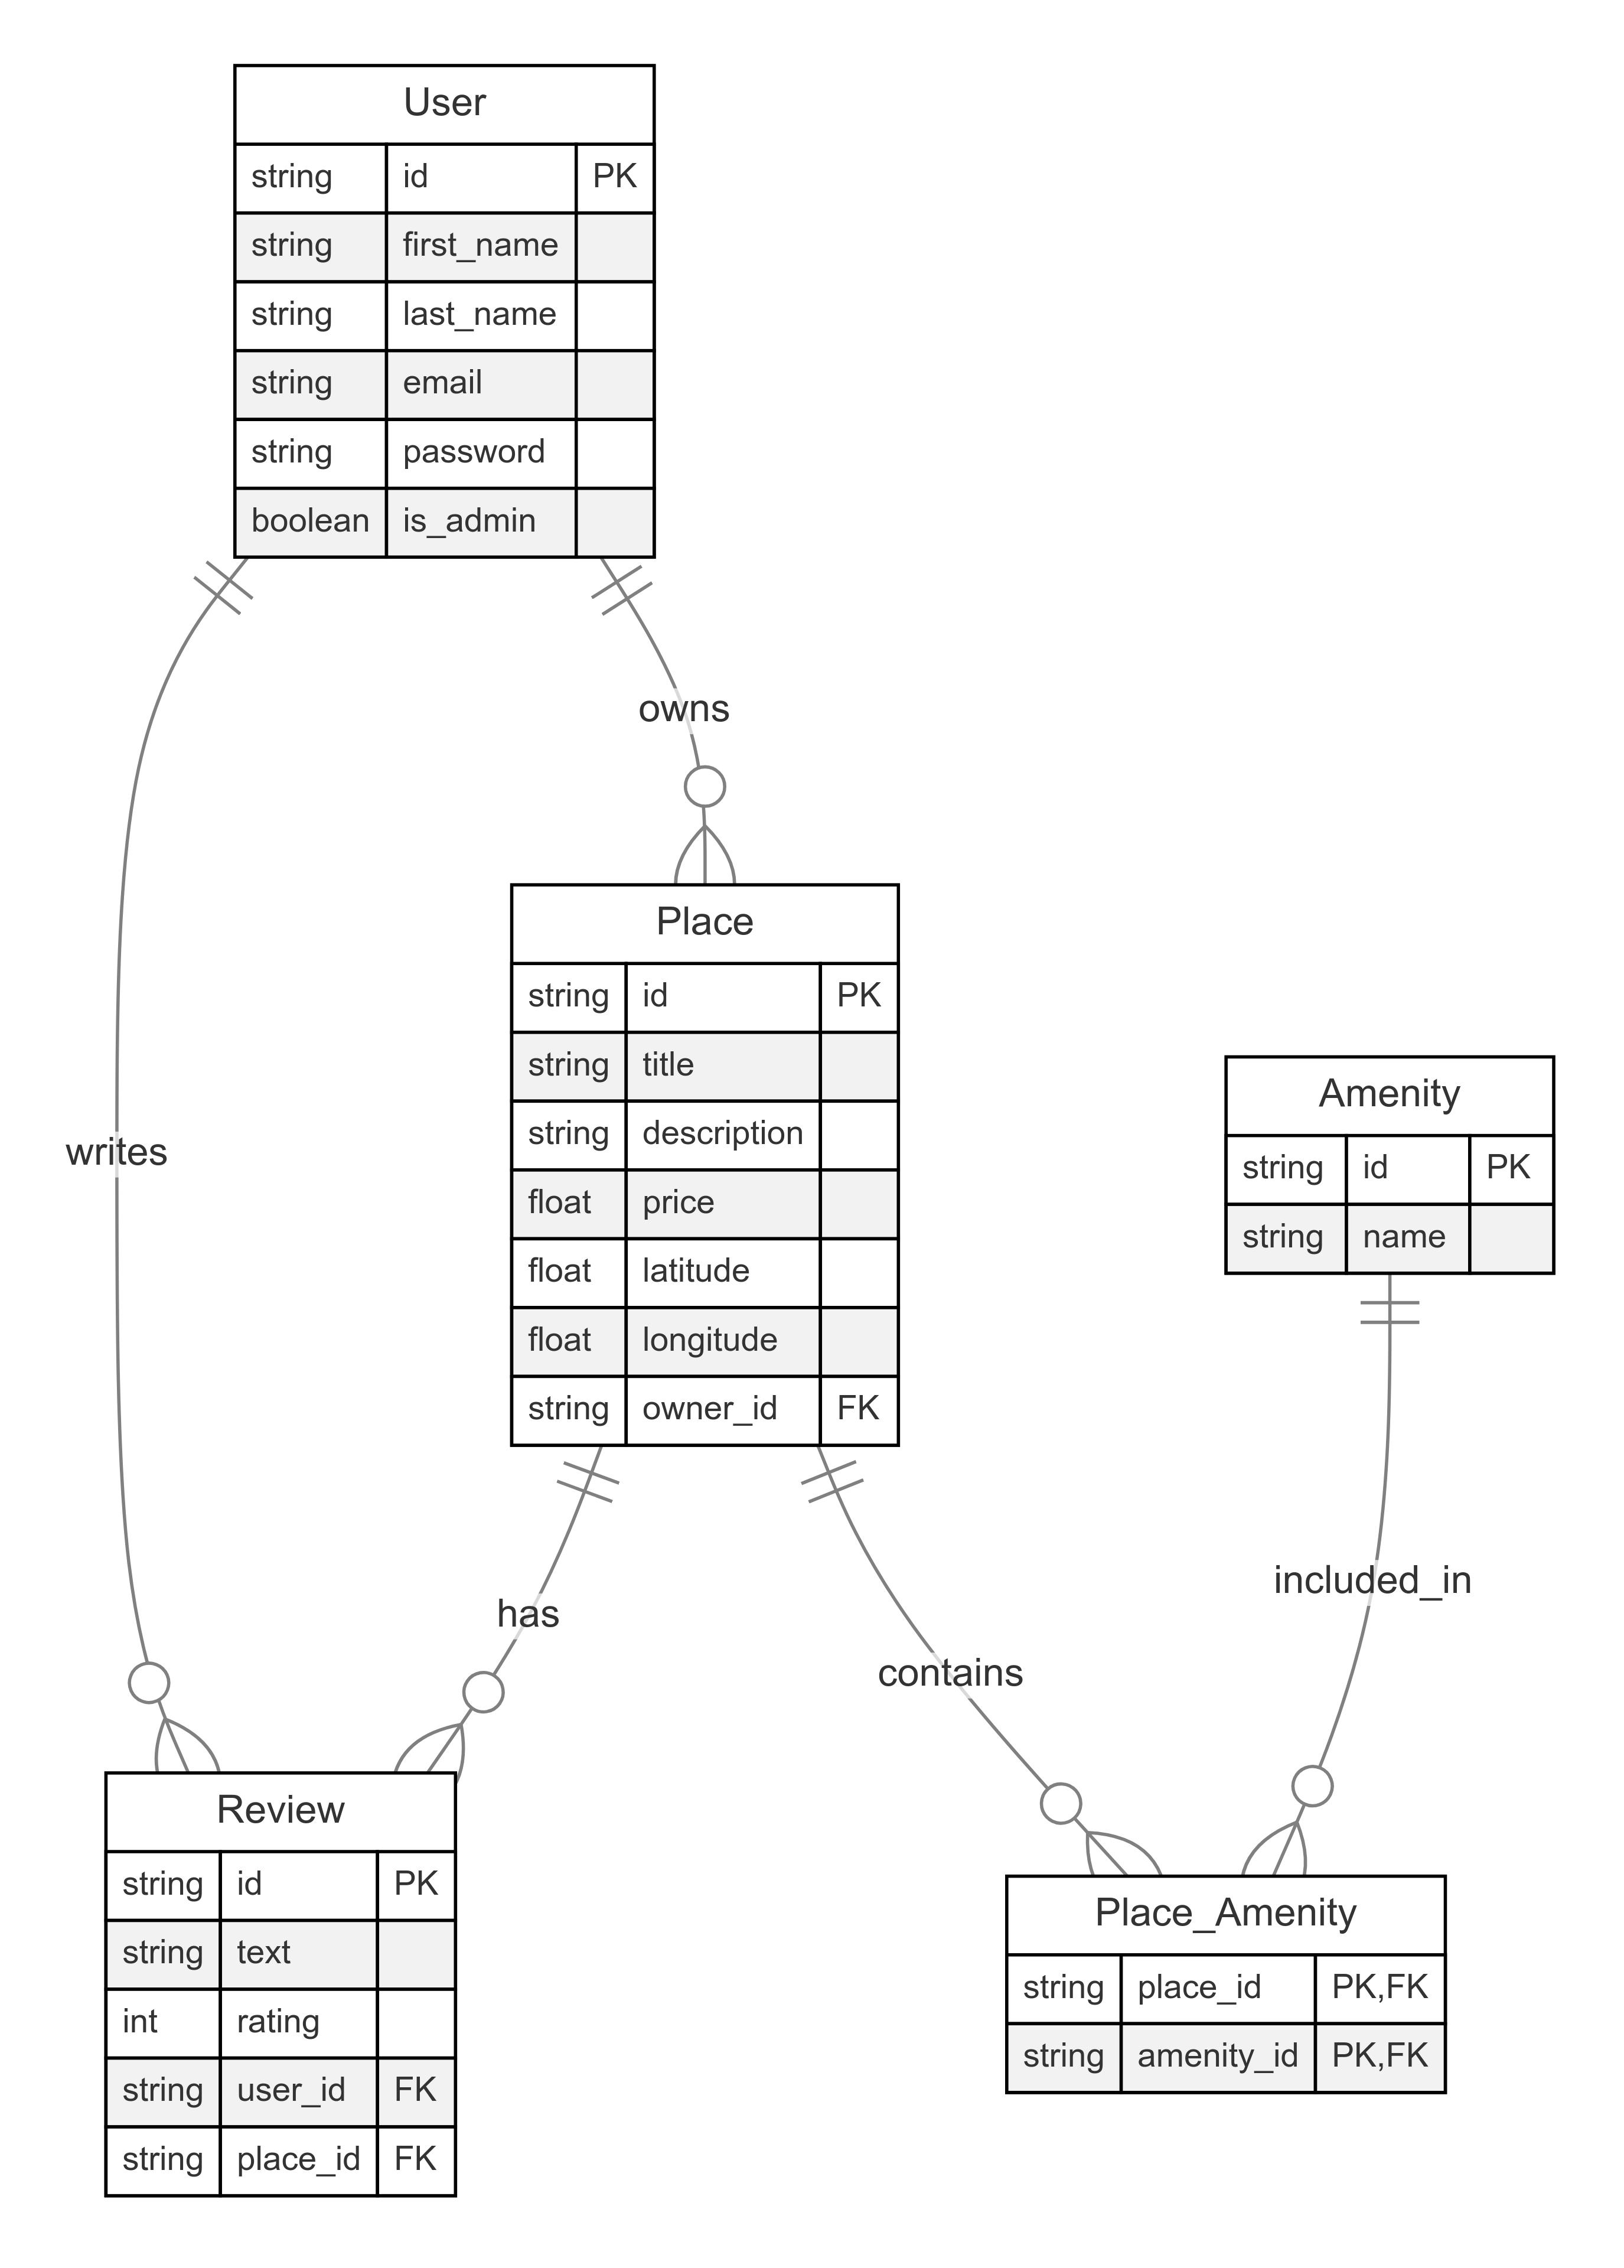 User
string id PK
string first_name
string last_name
string email
string password
boolean is_admin
owns
Place
string id PK
string title
string description
float price
float latitude
float longitude
string owner_id FK
Amenity
string id PK
string name
writes
has
contains
included_in
Review
string id PK
string text
int rating
string user_id FK
string place_id FK
Place_Amenity
string place_id PK,FK
string amenity_id PK,FK